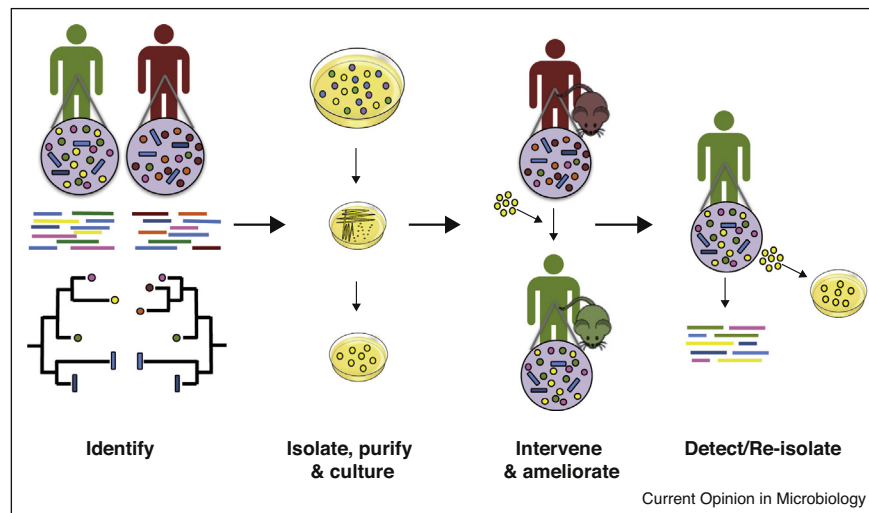 Identify
Isolate, purify
& culture
Intervene
& ameliorate
Detect/Re-isolate
Current Opinion in Microbiology